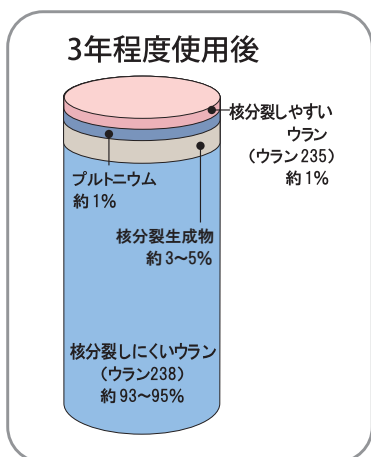 3年程度使用後
核分裂しやすい
ウラン
（ウラン235）
約1%
プルトニウム
約1%
核分裂生成物
約3〜5%
核分裂しにくいウラン
（ウラン238）
約93〜95%